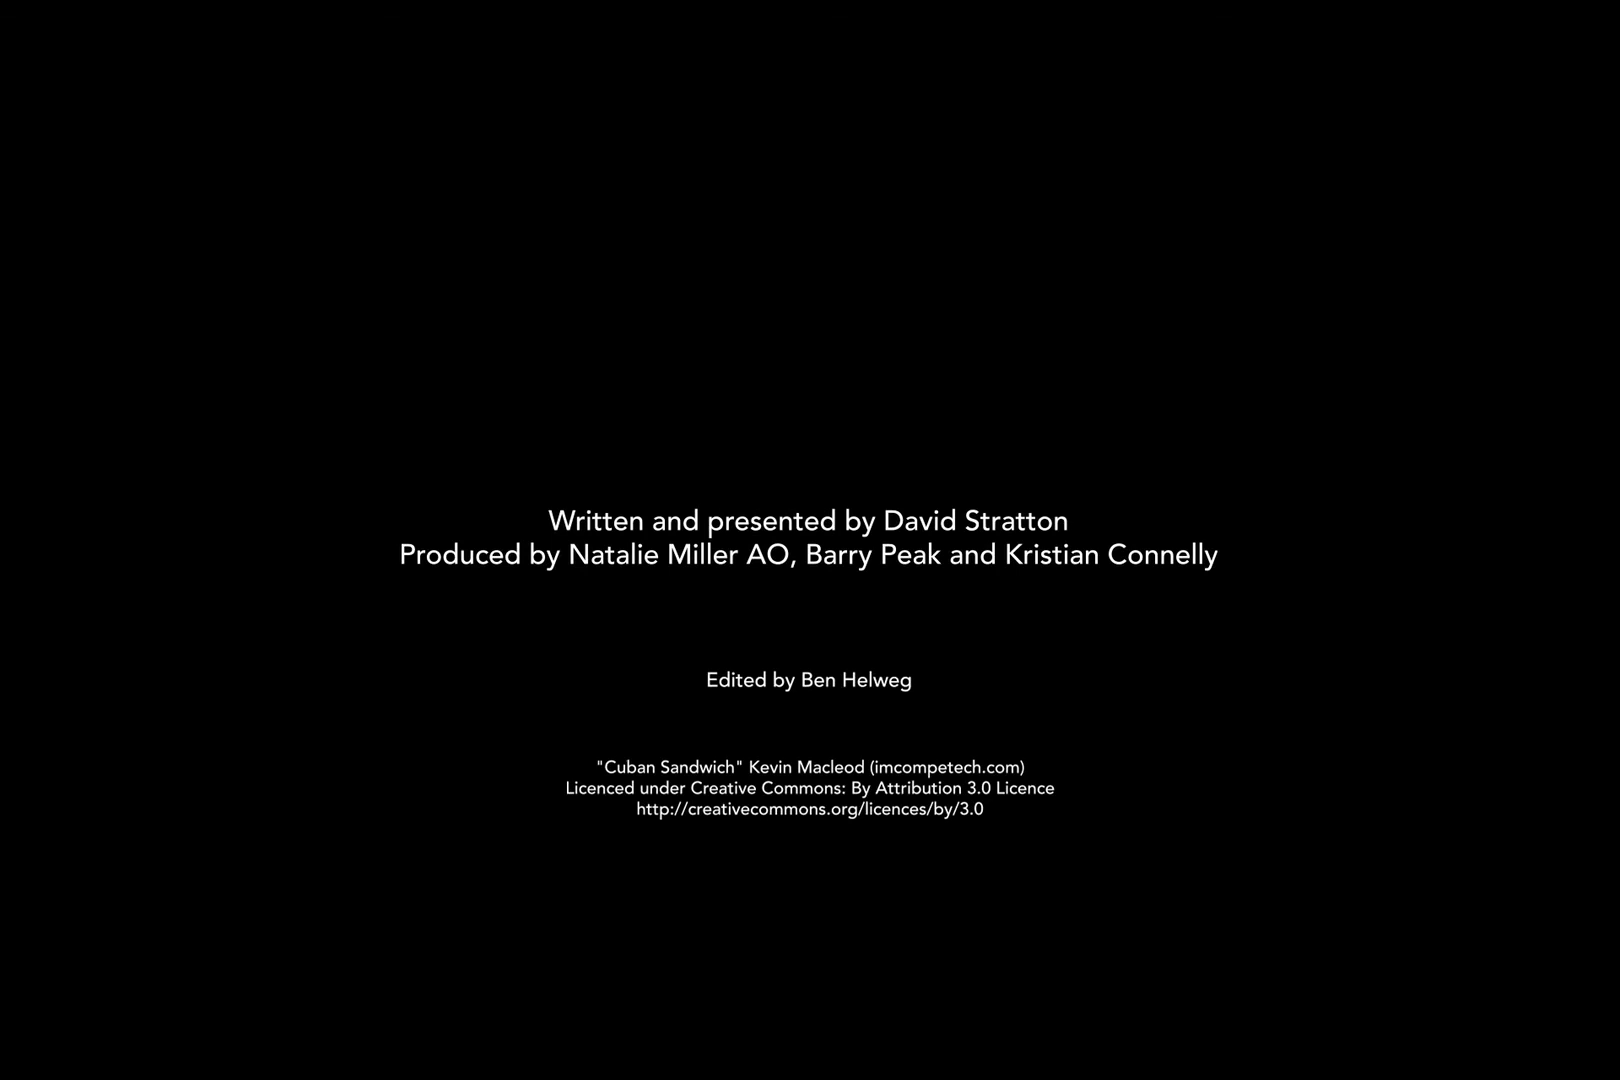 Written and presented by David Stratton
Produced by Natalie Miller AO, Barry Peak and Kristian Connelly
Edited by Ben Helweg
"Cuban Sandwich" Kevin Macleod (imcompetech.com)
Licenced under Creative Commons: By Attribution 3.0 Licence
http://creativecommons.org/licences/by/3.0